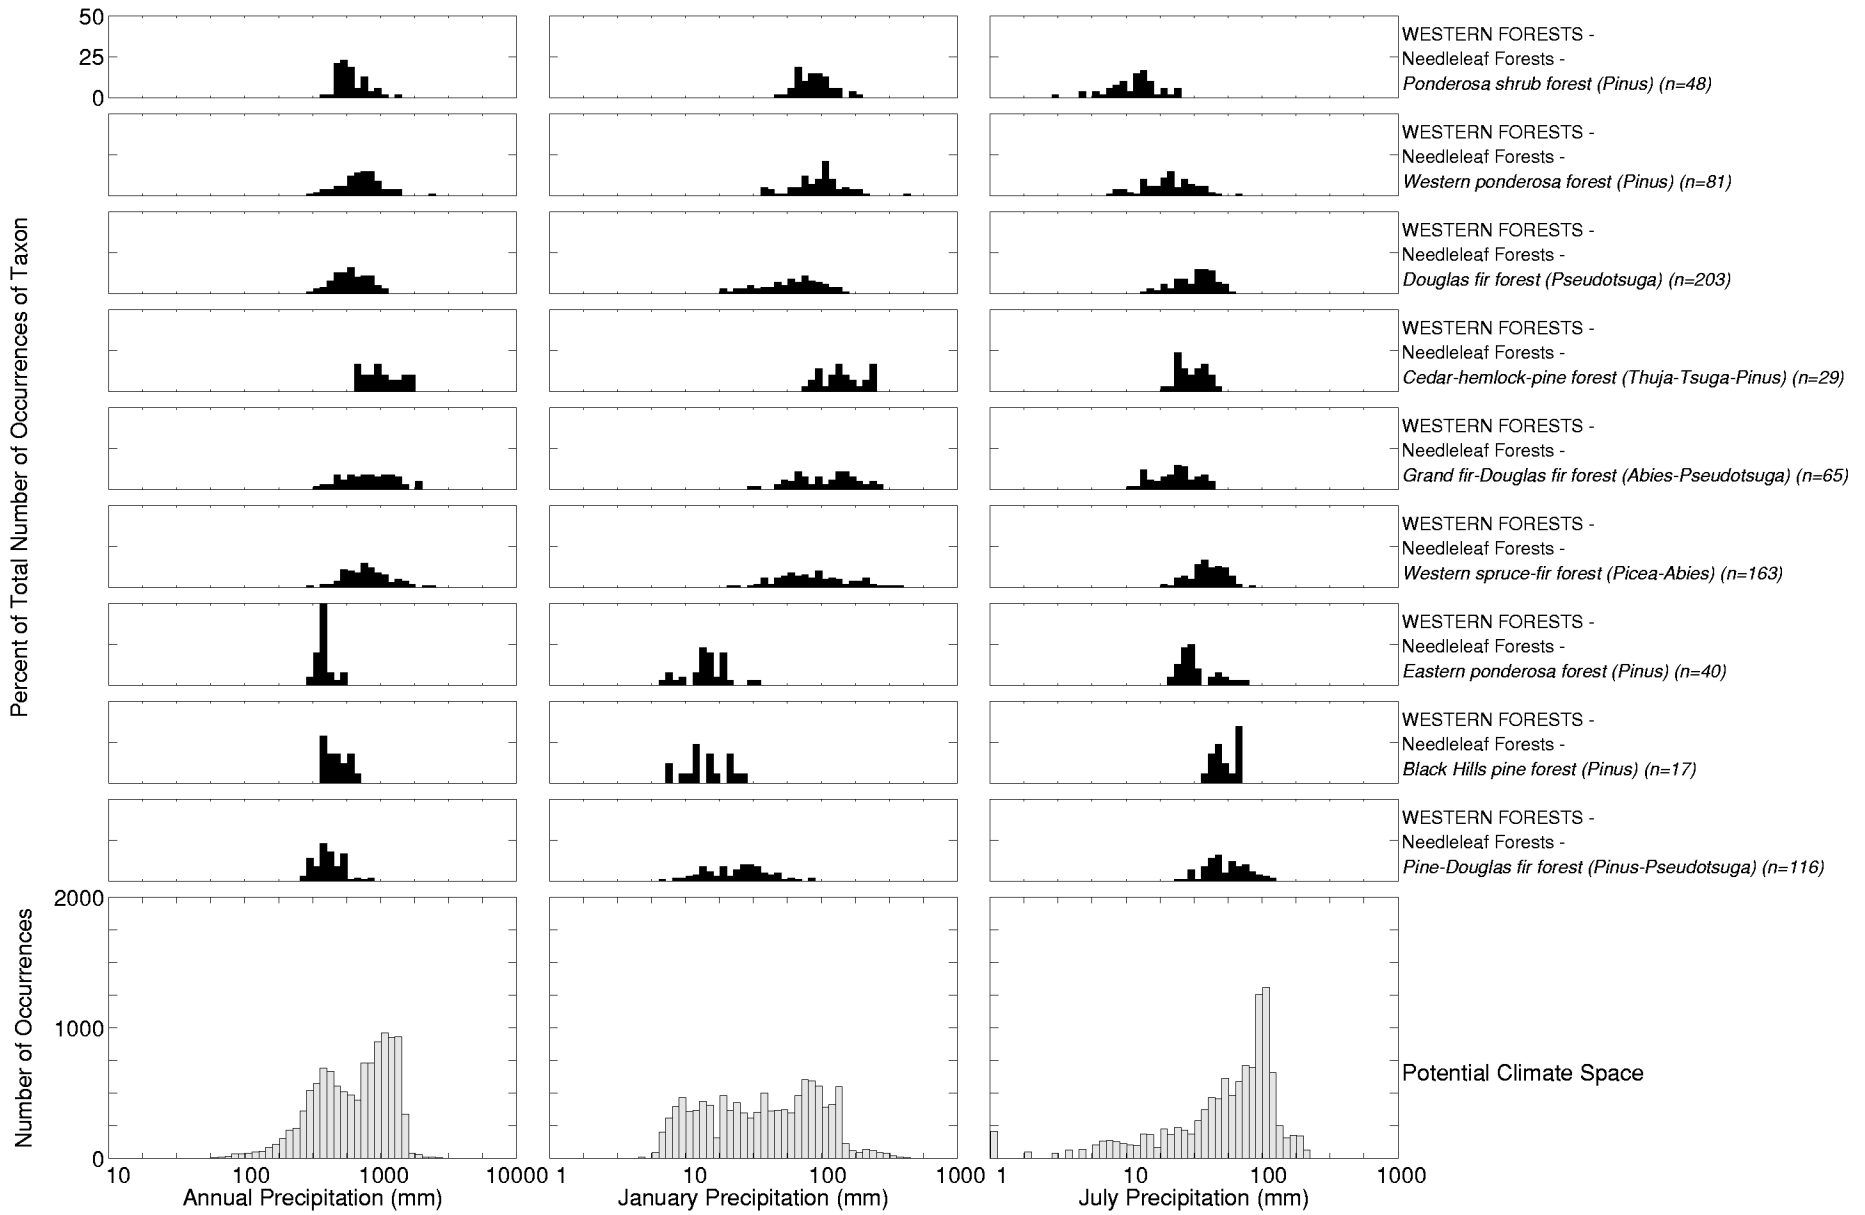 50
25
0
WESTERN FORESTS -
Needleleaf Forests -
Ponderosa shrub forest (Pinus) (n=48)
WESTERN FORESTS -
Needleleaf Forests -
Western ponderosa forest (Pinus) (n=81)
WESTERN FORESTS -
Needleleaf Forests -
Douglas fir forest (Pseudotsuga) (n=203)
WESTERN FORESTS -
Needleleaf Forests -
Cedar-hemlock-pine forest (Thuja-Tsuga-Pinus) (n=29)
WESTERN FORESTS -
Needleleaf Forests -
Grand fir-Douglas fir forest (Abies-Pseudotsuga) (n=65)
WESTERN FORESTS -
Needleleaf Forests -
Western spruce-fir forest (Picea-Abies) (n=163)
WESTERN FORESTS -
Needleleaf Forests -
Eastern ponderosa forest (Pinus) (n=40)
WESTERN FORESTS -
Needleleaf Forests -
Black Hills pine forest (Pinus) (n=17)
WESTERN FORESTS -
Needleleaf Forests -
Pine-Douglas fir forest (Pinus-Pseudotsuga) (n=116)
Percent of Total Number of Occurrences of Taxon
2000
1000
0
Number of Occurrences
Potential Climate Space
10 100 1000 10000
1 10 100 1000
1 10 100 1000
Annual Precipitation (mm)
January Precipitation (mm)
July Precipitation (mm)